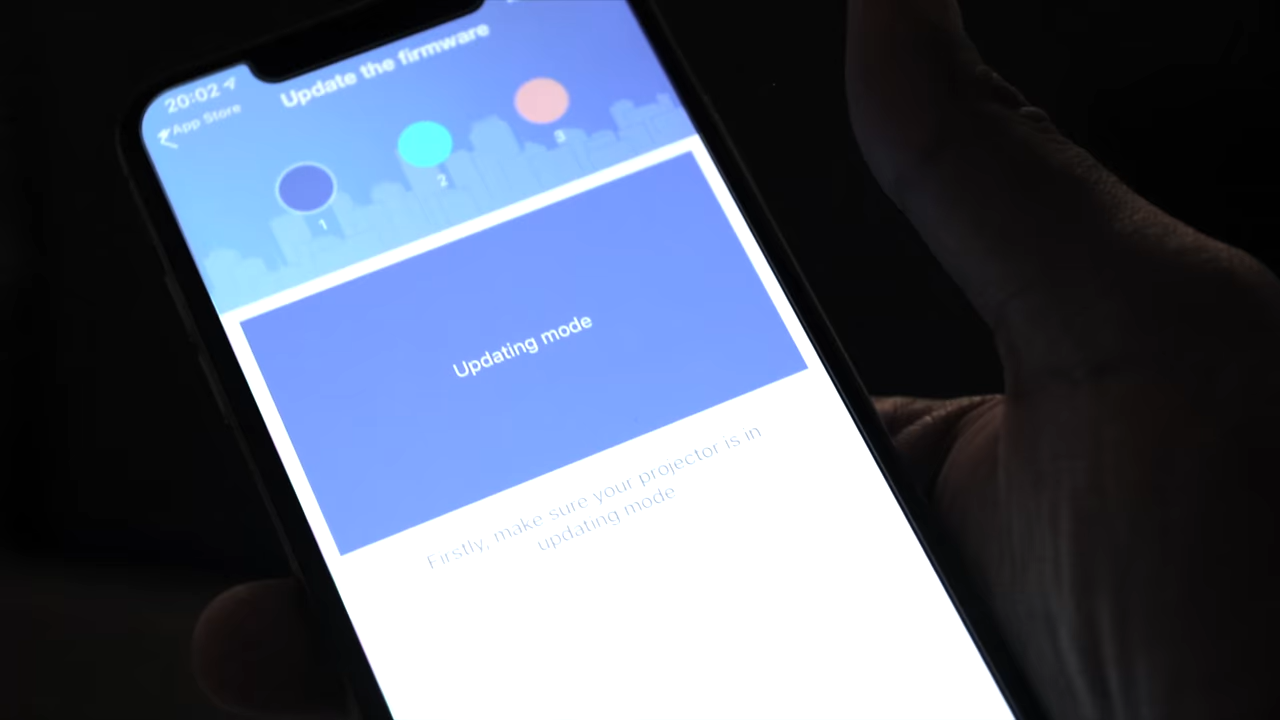 20:02
App Store
Update the firmware
1
2
3
Updating mode
Firstly, make sure your projector is in
updating mode